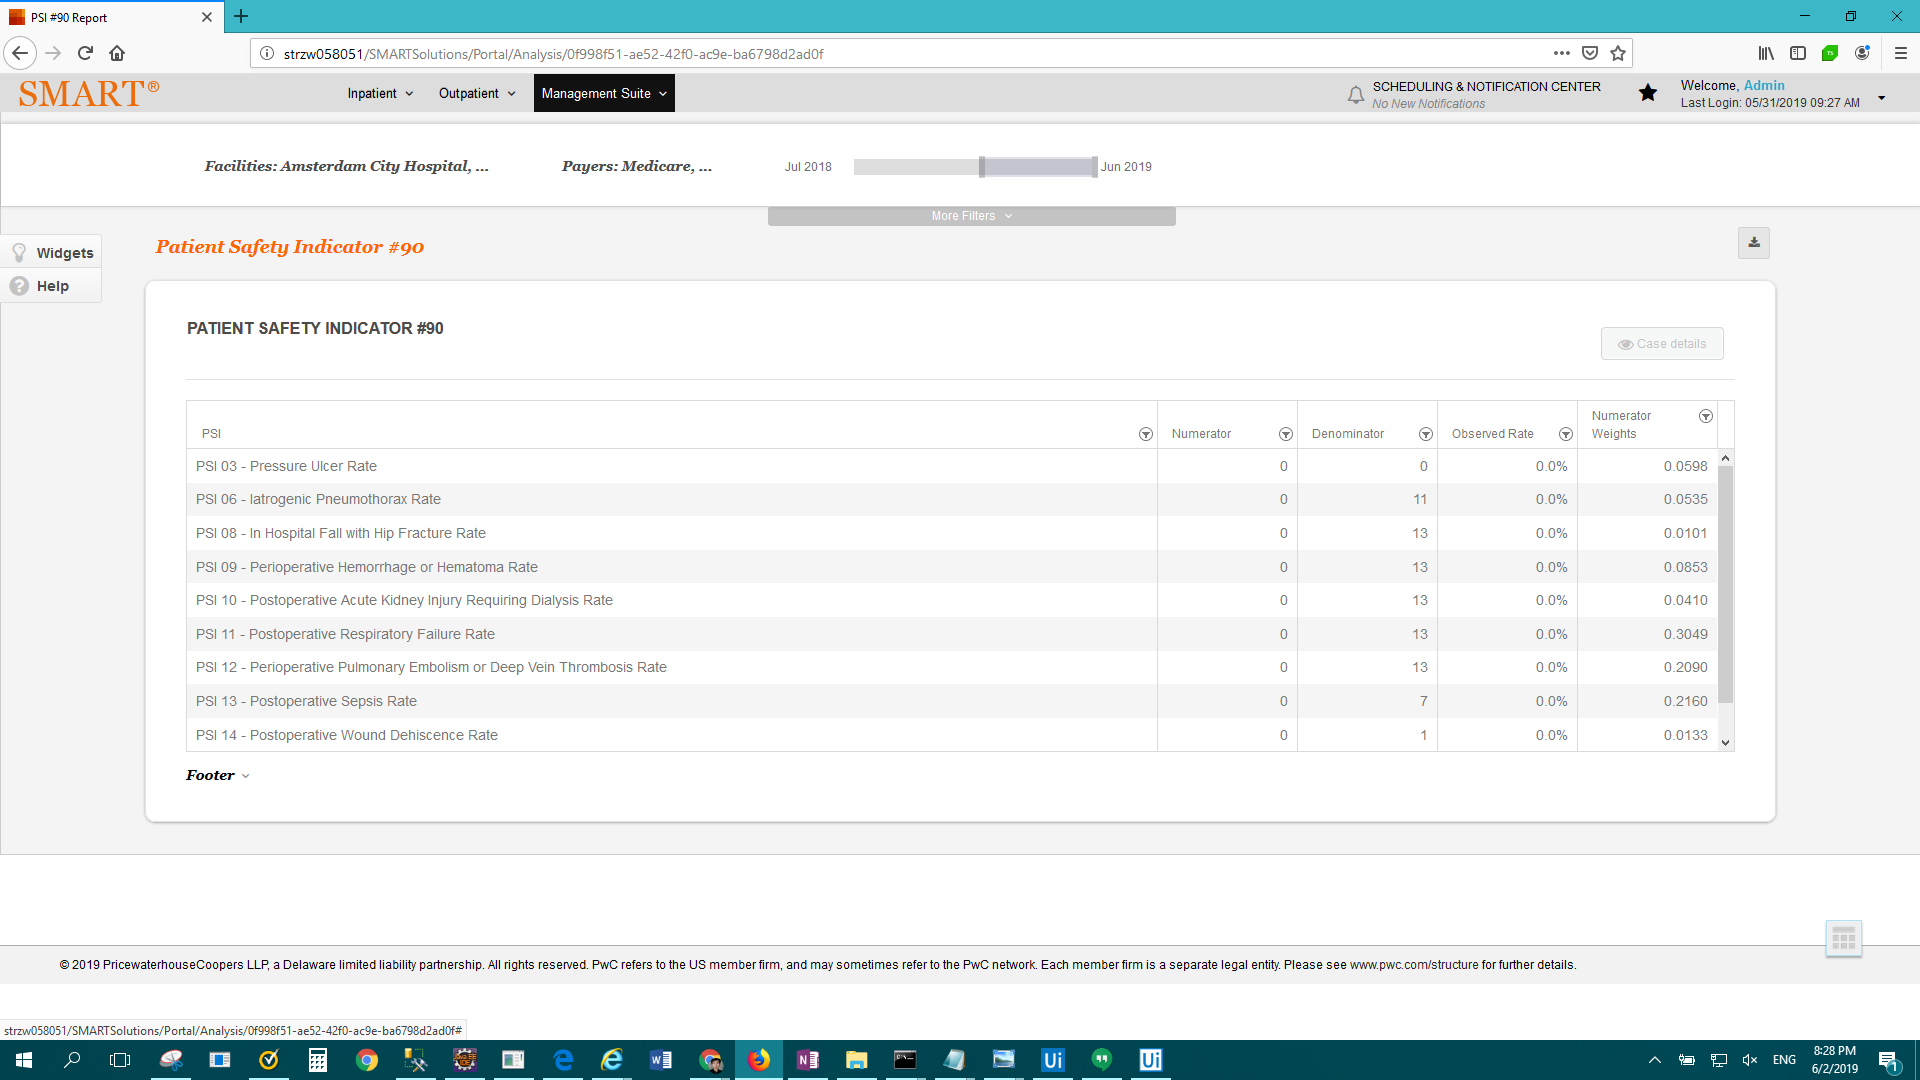 PSI #90 Report
strzw058051/SMARTSolutions/Portal/Analysis/0f998f51-ae52-42f0-ac9e-ba6798d2ad0f
SMART®
Inpatient
Outpatient
Management Suite
SCHEDULING & NOTIFICATION CENTER
No New Notifications
Welcome, Admin
Last Login: 05/31/2019 09:27 AM
Facilities: Amsterdam City Hospital, ...
Payers: Medicare, ...
Jul 2018
Jun 2019
More Filters
Widgets
Help
Patient Safety Indicator #90
PATIENT SAFETY INDICATOR #90
Case details
PSI Numerator Denominator Observed Rate Numerator Weights
PSI 03 - Pressure Ulcer Rate 0 0 0.0% 0.0598
PSI 06 - Iatrogenic Pneumothorax Rate 0 11 0.0% 0.0535
PSI 08 - In Hospital Fall with Hip Fracture Rate 0 13 0.0% 0.0101
PSI 09 - Perioperative Hemorrhage or Hematoma Rate 0 13 0.0% 0.0853
PSI 10 - Postoperative Acute Kidney Injury Requiring Dialysis Rate 0 13 0.0% 0.0410
PSI 11 - Postoperative Respiratory Failure Rate 0 13 0.0% 0.3049
PSI 12 - Perioperative Pulmonary Embolism or Deep Vein Thrombosis Rate 0 13 0.0% 0.2090
PSI 13 - Postoperative Sepsis Rate 0 7 0.0% 0.2160
PSI 14 - Postoperative Wound Dehiscence Rate 0 1 0.0% 0.0133
Footer
© 2019 PricewaterhouseCoopers LLP, a Delaware limited liability partnership. All rights reserved. PwC refers to the US member firm, and may sometimes refer to the PwC network. Each member firm is a separate legal entity. Please see www.pwc.com/structure for further details.
strzw058051/SMARTSolutions/Portal/Analysis/0f998f51-ae52-42f0-ac9e-ba6798d2ad0f#
ENG
8:28 PM
6/2/2019
1